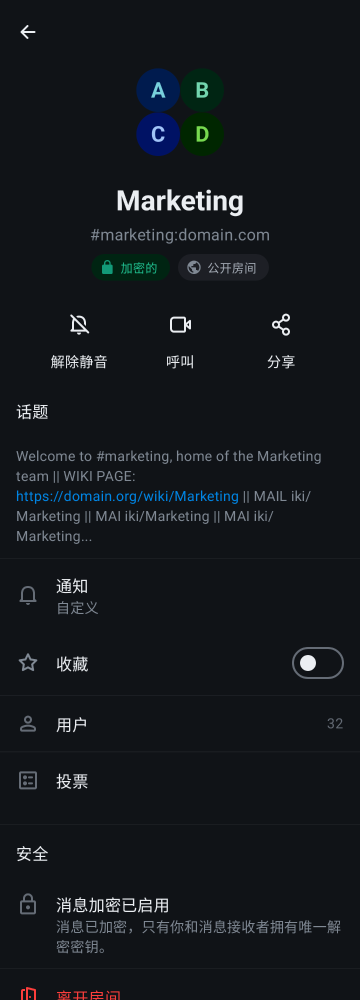 A
B
C
D
Marketing
#marketing:domain.com
加密的
公开房间
解除静音
呼叫
分享
话题
Welcome to #marketing, home of the Marketing
team || WIKI PAGE:
https://domain.org/wiki/Marketing || MAIL iki/
Marketing || MAI iki/Marketing || MAI iki/
Marketing...
通知
自定义
收藏
用户
32
投票
安全
消息加密已启用
消息已加密，只有你和消息接收者拥有唯一解
密密钥。
离开房间